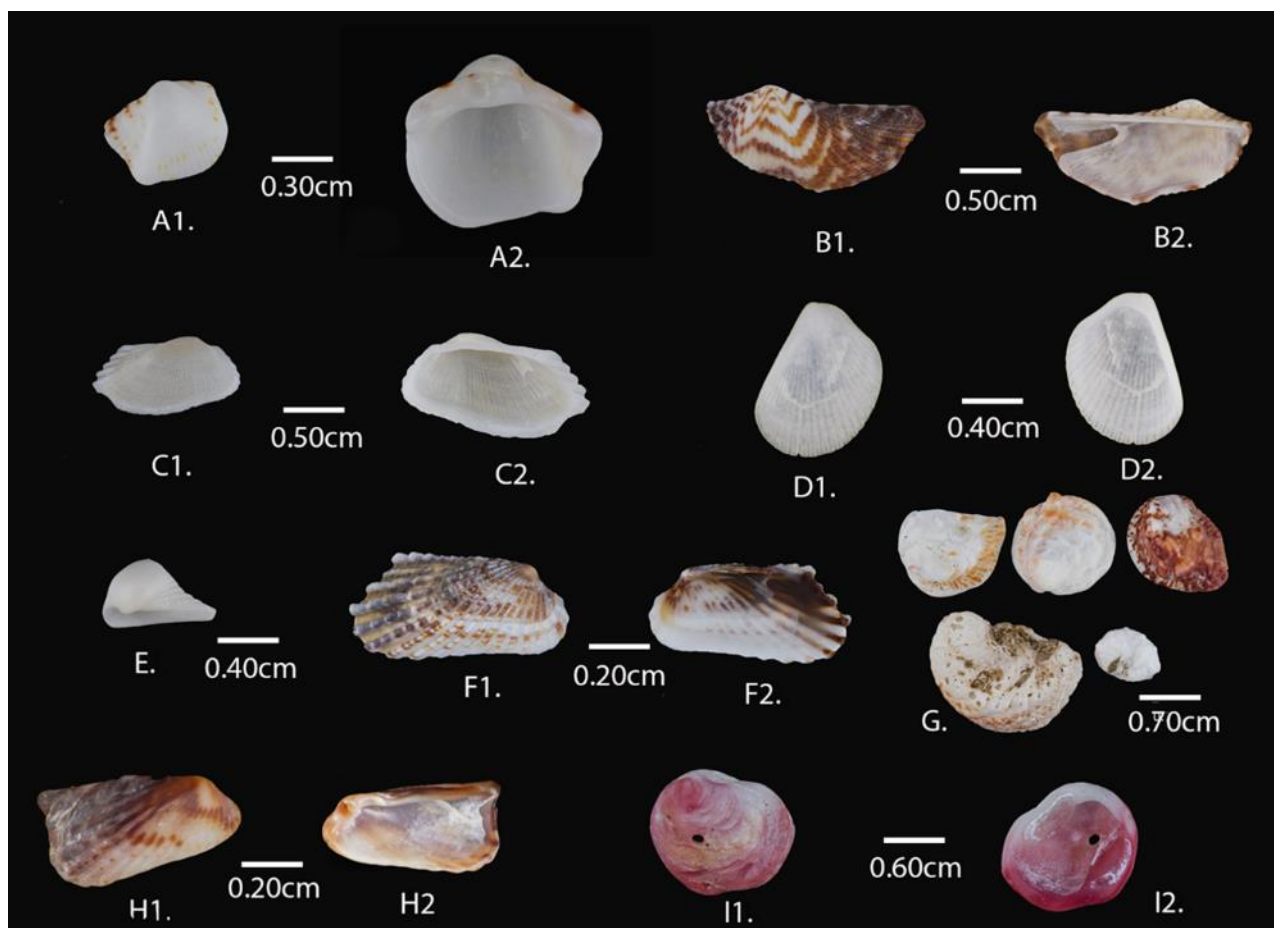 A1.
0.30cm
A2.
B1.
0.50cm
B2.
C1.
0.50cm
C2.
D1.
0.40cm
D2.
E.
0.40cm
F1.
0.20cm
F2.
G.
0.70cm
H1.
0.20cm
H2
I1.
0.60cm
I2.